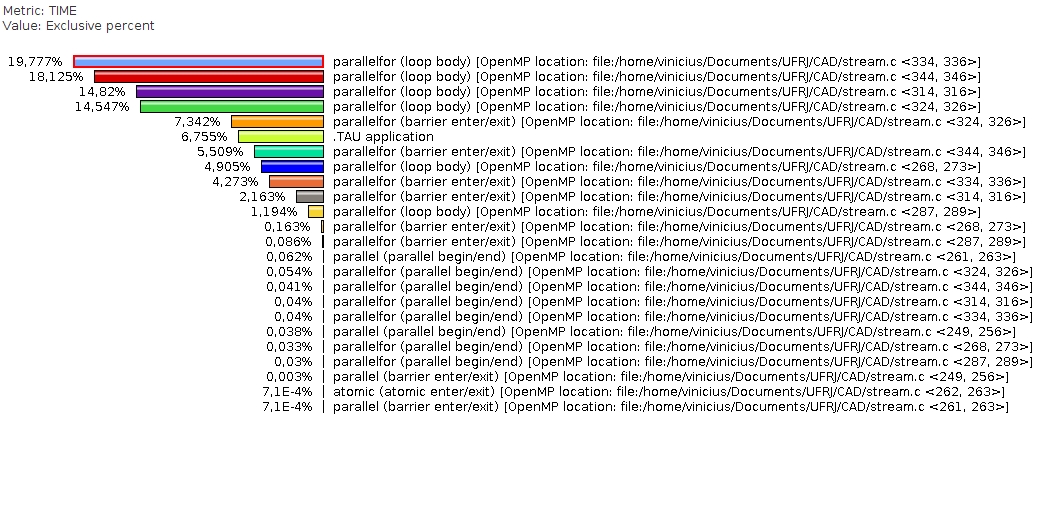 Metric: TIME
Value: Exclusive percent
19,777% parallelfor (loop body) [OpenMP location: file:/home/vinicius/Documents/UFRJ/CAD/stream.c <334, 336>]
18,125% parallelfor (loop body) [OpenMP location: file:/home/vinicius/Documents/UFRJ/CAD/stream.c <344, 346>]
14,82% parallelfor (loop body) [OpenMP location: file:/home/vinicius/Documents/UFRJ/CAD/stream.c <314, 316>]
14,547% parallelfor (loop body) [OpenMP location: file:/home/vinicius/Documents/UFRJ/CAD/stream.c <324, 326>]
7,342% parallelfor (barrier enter/exit) [OpenMP location: file:/home/vinicius/Documents/UFRJ/CAD/stream.c <324, 326>]
6,755% .TAU application
5,509% parallelfor (barrier enter/exit) [OpenMP location: file:/home/vinicius/Documents/UFRJ/CAD/stream.c <344, 346>]
4,905% parallelfor (loop body) [OpenMP location: file:/home/vinicius/Documents/UFRJ/CAD/stream.c <268, 273>]
4,273% parallelfor (barrier enter/exit) [OpenMP location: file:/home/vinicius/Documents/UFRJ/CAD/stream.c <334, 336>]
2,163% parallelfor (barrier enter/exit) [OpenMP location: file:/home/vinicius/Documents/UFRJ/CAD/stream.c <314, 316>]
1,194% parallelfor (loop body) [OpenMP location: file:/home/vinicius/Documents/UFRJ/CAD/stream.c <287, 289>]
0,163% parallelfor (barrier enter/exit) [OpenMP location: file:/home/vinicius/Documents/UFRJ/CAD/stream.c <268, 273>]
0,086% parallelfor (barrier enter/exit) [OpenMP location: file:/home/vinicius/Documents/UFRJ/CAD/stream.c <287, 289>]
0,062% parallel (parallel begin/end) [OpenMP location: file:/home/vinicius/Documents/UFRJ/CAD/stream.c <261, 263>]
0,054% parallelfor (parallel begin/end) [OpenMP location: file:/home/vinicius/Documents/UFRJ/CAD/stream.c <324, 326>]
0,041% parallelfor (parallel begin/end) [OpenMP location: file:/home/vinicius/Documents/UFRJ/CAD/stream.c <344, 346>]
0,04% parallelfor (parallel begin/end) [OpenMP location: file:/home/vinicius/Documents/UFRJ/CAD/stream.c <314, 316>]
0,04% parallelfor (parallel begin/end) [OpenMP location: file:/home/vinicius/Documents/UFRJ/CAD/stream.c <334, 336>]
0,038% parallel (parallel begin/end) [OpenMP location: file:/home/vinicius/Documents/UFRJ/CAD/stream.c <249, 256>]
0,033% parallelfor (parallel begin/end) [OpenMP location: file:/home/vinicius/Documents/UFRJ/CAD/stream.c <268, 273>]
0,03% parallelfor (parallel begin/end) [OpenMP location: file:/home/vinicius/Documents/UFRJ/CAD/stream.c <287, 289>]
0,003% parallel (barrier enter/exit) [OpenMP location: file:/home/vinicius/Documents/UFRJ/CAD/stream.c <249, 256>]
7,1E-4% atomic (atomic enter/exit) [OpenMP location: file:/home/vinicius/Documents/UFRJ/CAD/stream.c <262, 263>]
7,1E-4% parallel (barrier enter/exit) [OpenMP location: file:/home/vinicius/Documents/UFRJ/CAD/stream.c <261, 263>]